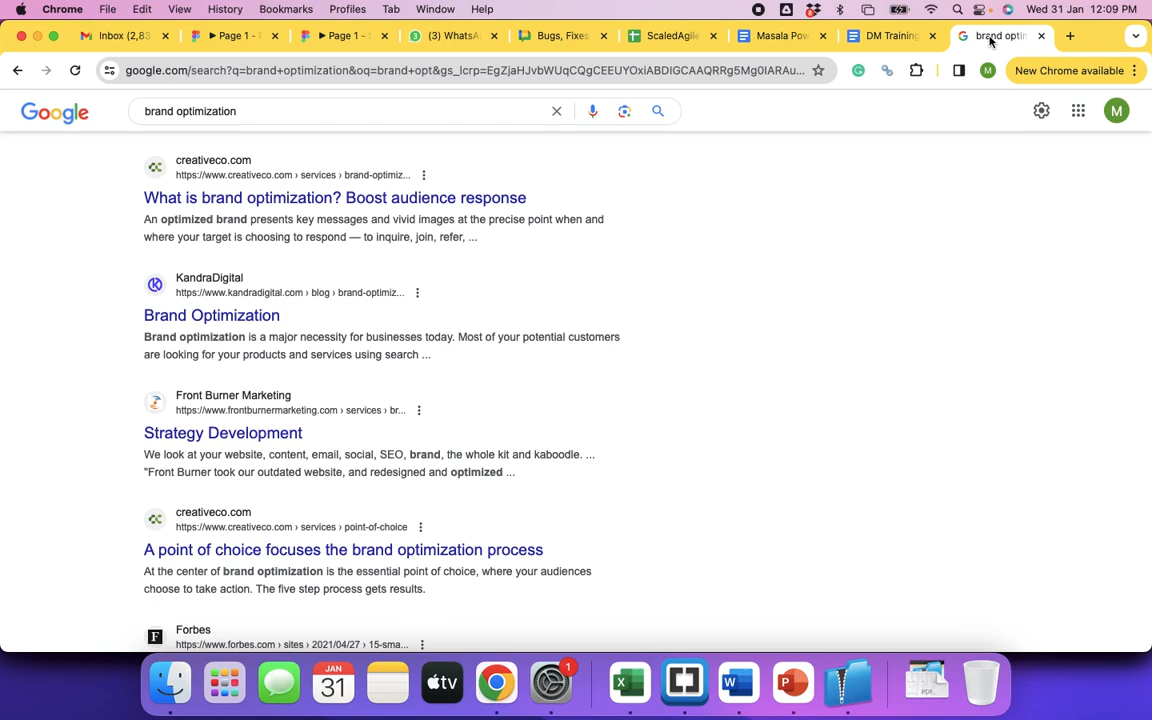 Chrome File Edit View History Bookmarks Profiles Tab Window Help Wed 31 Jan 12:09 PM
Inbox (2,83 Page 1 - Page 1 - (3) WhatsA Bugs, Fixes ScaledAgile Masala Pow DM Training brand optin
google.com/search?q=brand+optimization&oq=brand+opt&gs_lcrp=EgZjaHJvbWUqCQgCEEUYOxiABDIGCAAQRRg5Mg0IARAu... New Chrome available
Google brand optimization M
creativeco.com
https://www.creativeco.com › services › brand-optimiz...
What is brand optimization? Boost audience response
An optimized brand presents key messages and vivid images at the precise point when and
where your target is choosing to respond — to inquire, join, refer, ...
KandraDigital
https://www.kandradigital.com › blog › brand-optimiz...
Brand Optimization
Brand optimization is a major necessity for businesses today. Most of your potential customers
are looking for your products and services using search ...
Front Burner Marketing
https://www.frontburnermarketing.com › services › br...
Strategy Development
We look at your website, content, email, social, SEO, brand, the whole kit and kaboodle. ...
"Front Burner took our outdated website, and redesigned and optimized ...
creativeco.com
https://www.creativeco.com › services › point-of-choice
A point of choice focuses the brand optimization process
At the center of brand optimization is the essential point of choice, where your audiences
choose to take action. The five step process gets results.
Forbes
https://www.forbes.com › sites › 2021/04/27 › 15-sma...
JAN
31
tv
1
PDF